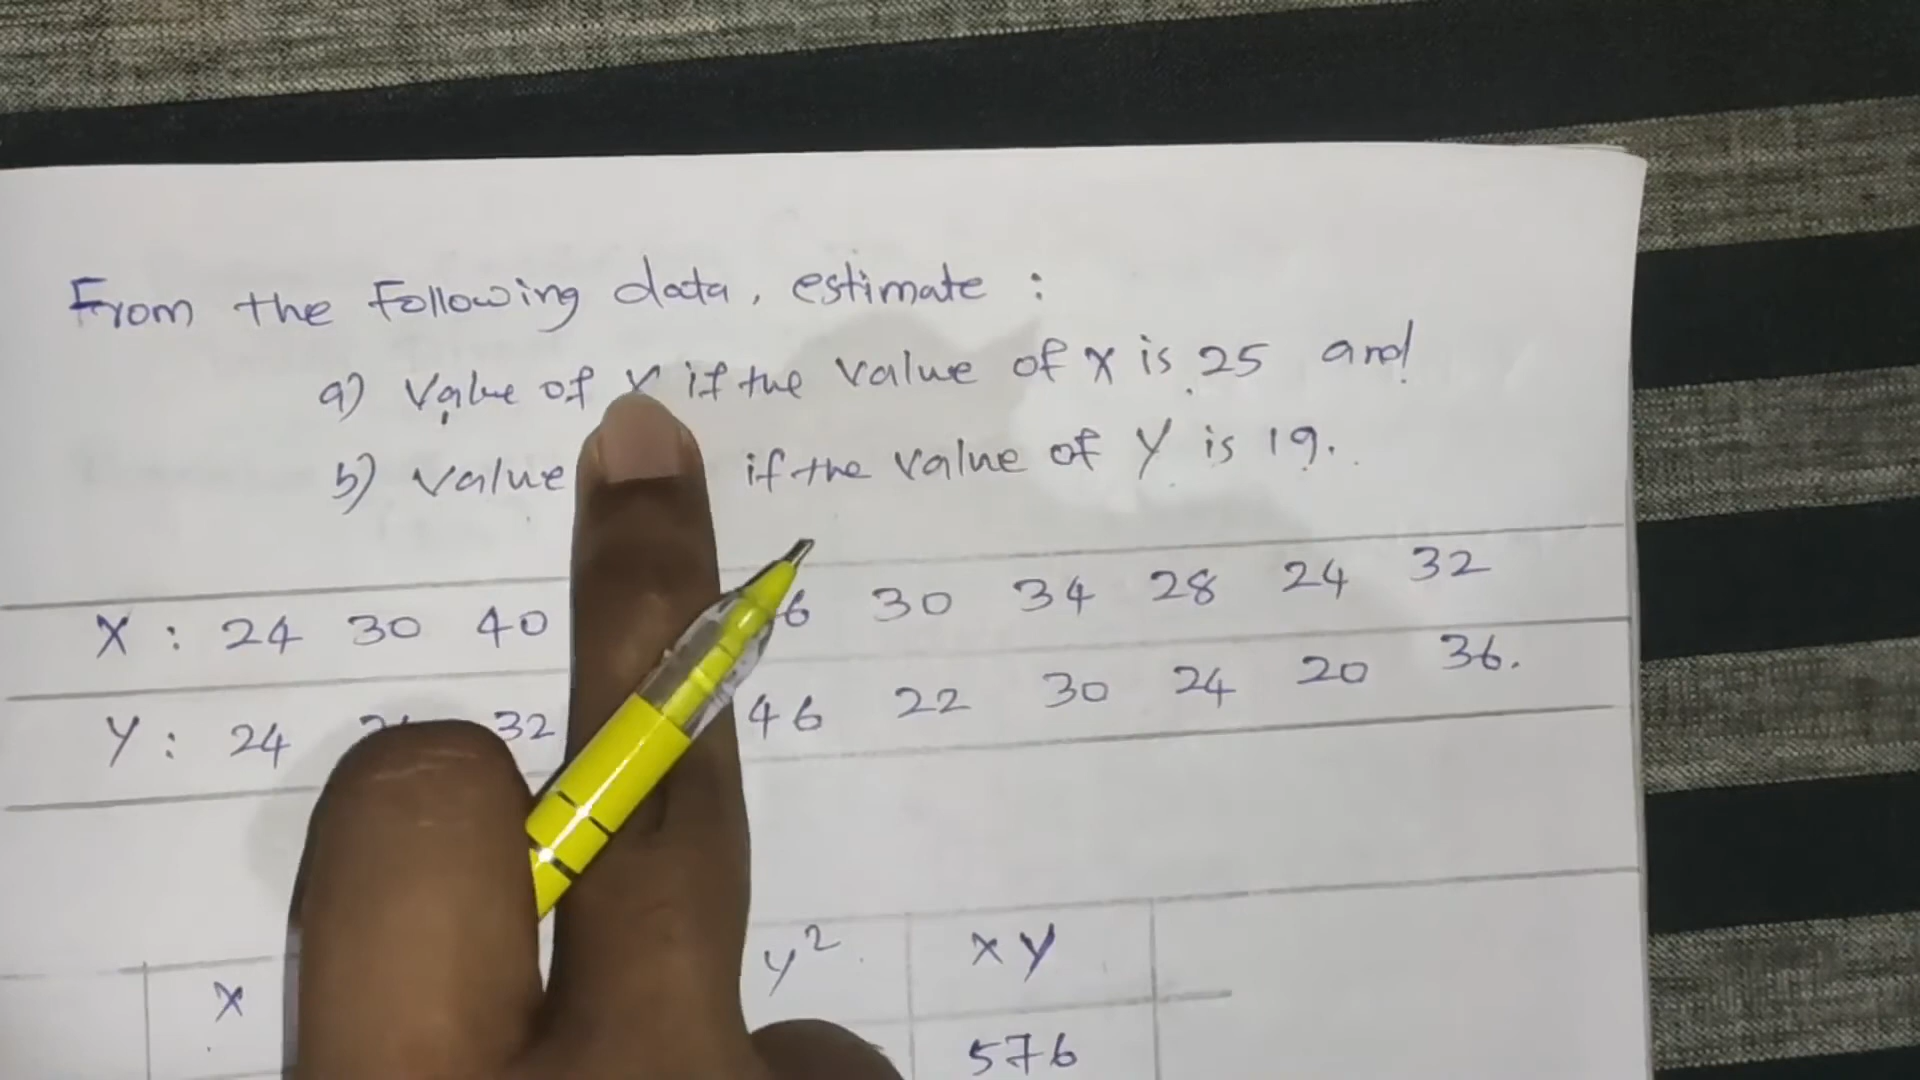 From the following data, estimate :
a) Value of Y if the value of X is 25 and
b) value if the value of Y is 19.
X : 24 30 40 6 30 34 28 24 32
Y : 24 32 46 22 30 24 20 36.
X y² XY
576